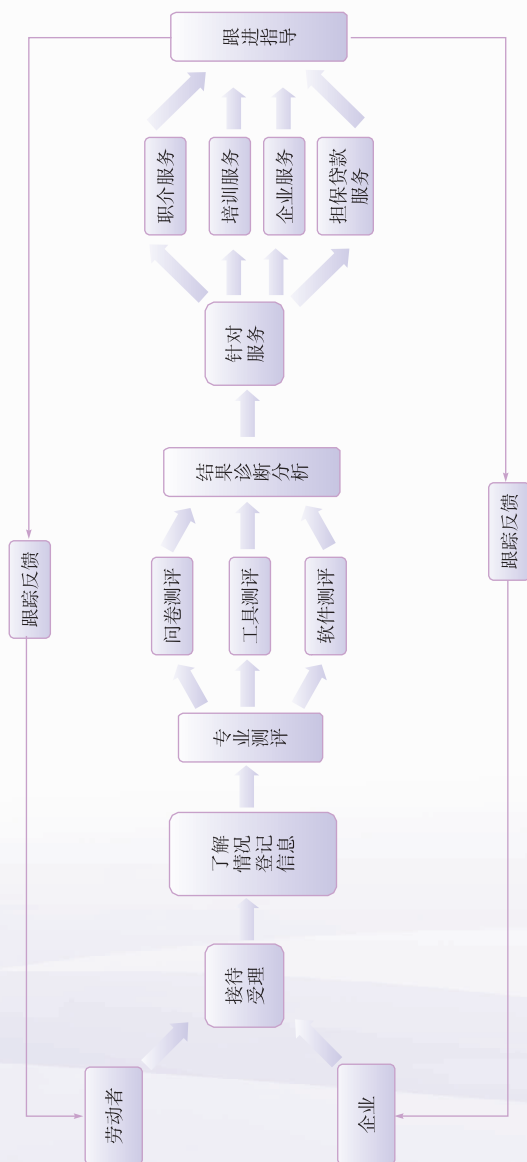 劳动者
企业
接待
受理
了解
情况
登记
信息
专业测评
问卷测评
工具测评
软件测评
结果诊断分析
针对
服务
职介服务
培训服务
企业服务
担保贷款
服务
跟进指导
跟踪反馈
跟踪反馈